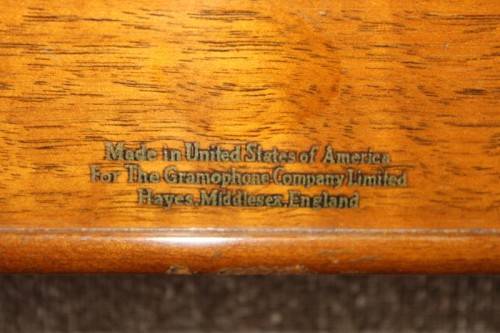 Made in United States of America
For The Gramophone Company Limited
Hayes, Middlesex, England